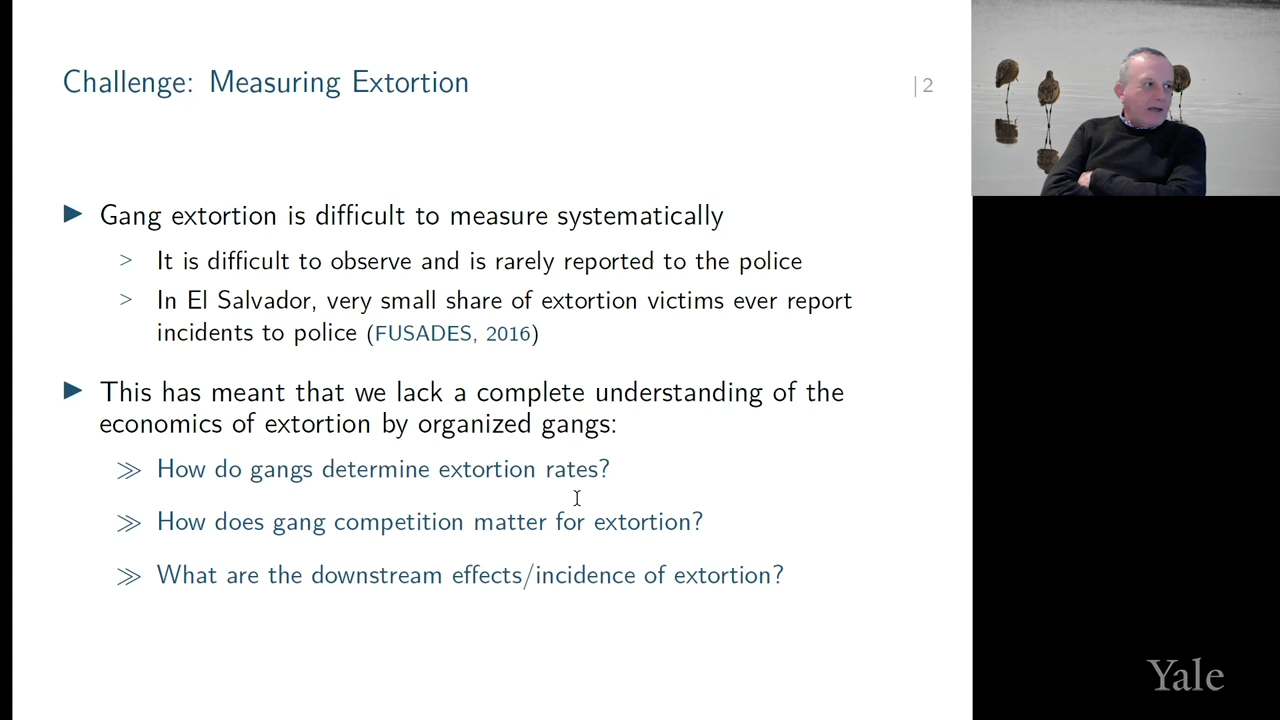 Challenge: Measuring Extortion
| 2
▶ Gang extortion is difficult to measure systematically
> It is difficult to observe and is rarely reported to the police
> In El Salvador, very small share of extortion victims ever report
incidents to police (FUSADES, 2016)
▶ This has meant that we lack a complete understanding of the
economics of extortion by organized gangs:
≫ How do gangs determine extortion rates?
≫ How does gang competition matter for extortion?
≫ What are the downstream effects/incidence of extortion?
Yale